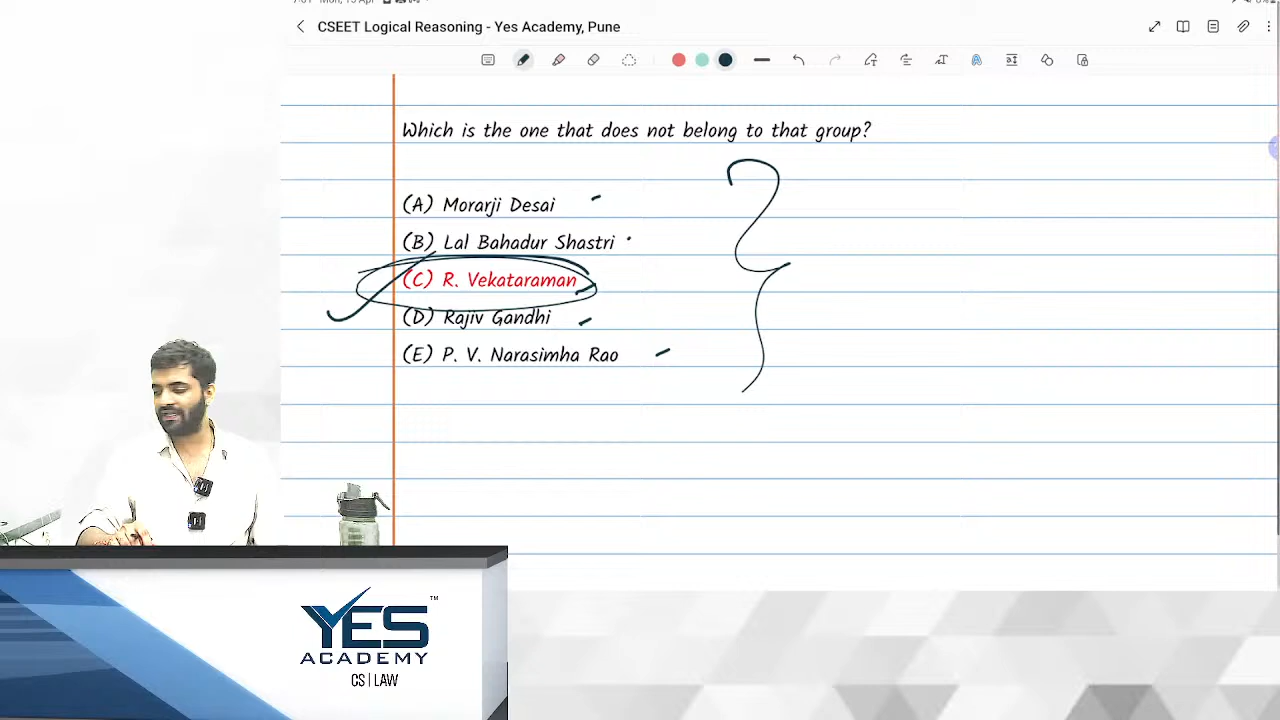 CSEET Logical Reasoning - Yes Academy, Pune
Which is the one that does not belong to that group?
(A) Morarji Desai
(B) Lal Bahadur Shastri
(C) R. Vekataraman
(D) Rajiv Gandhi
(E) P. V. Narasimha Rao
YES
TM
ACADEMY
CS | LAW